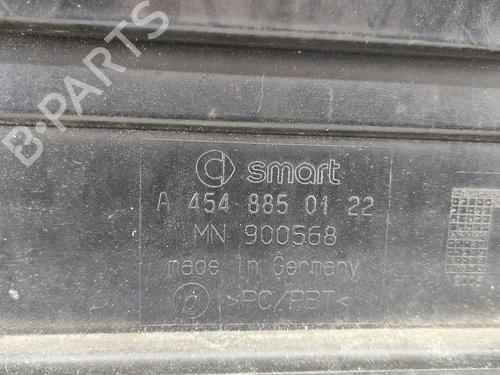 B-PARTS
smart
A 454 885 01 22
MN 900568
made in Germany
>PC/PBT<